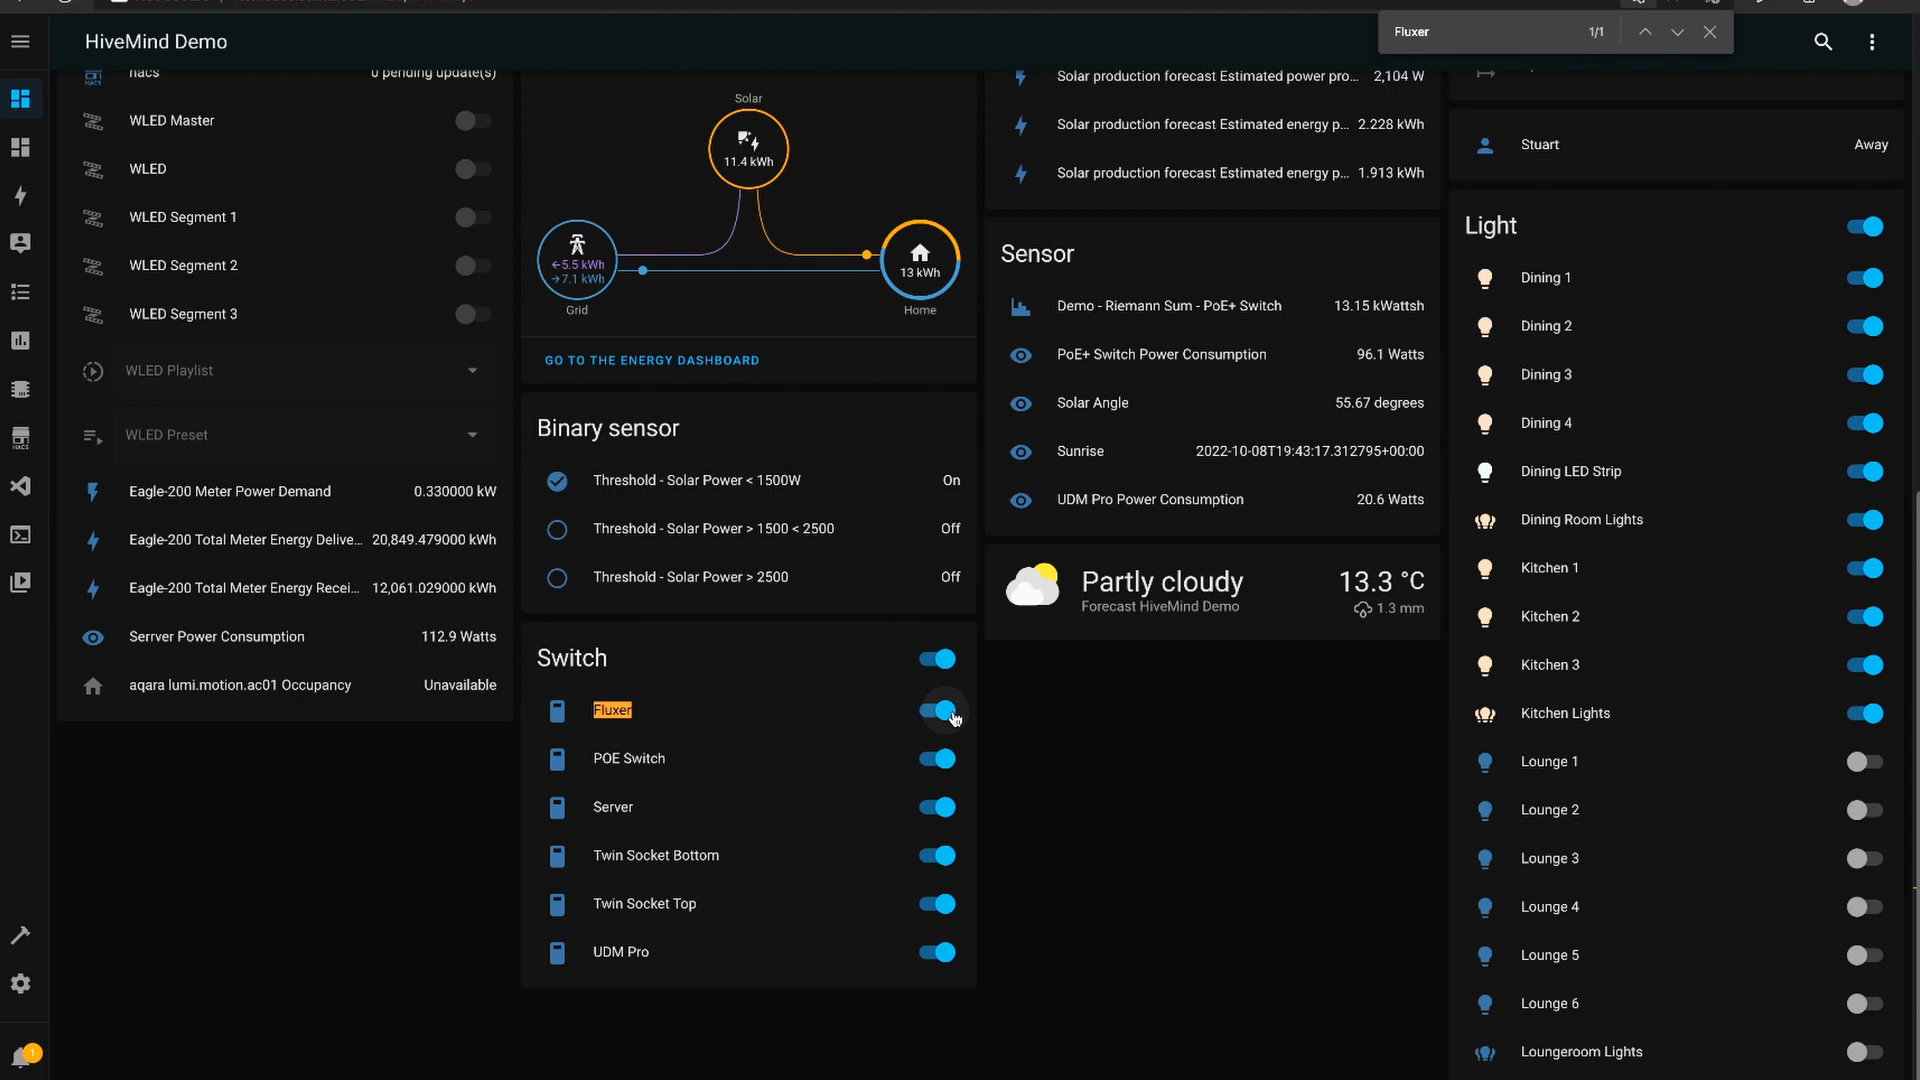 Fluxer
1/1
HiveMind Demo
hacs
0 pending update(s)
WLED Master
WLED
WLED Segment 1
WLED Segment 2
WLED Segment 3
WLED Playlist
WLED Preset
Eagle-200 Meter Power Demand
0.330000 kW
Eagle-200 Total Meter Energy Delive...
20,849.479000 kWh
Eagle-200 Total Meter Energy Recei...
12,061.029000 kWh
Serrver Power Consumption
112.9 Watts
aqara lumi.motion.ac01 Occupancy
Unavailable
Solar
11.4 kWh
←5.5 kWh
→7.1 kWh
Grid
13 kWh
Home
GO TO THE ENERGY DASHBOARD
Binary sensor
Threshold - Solar Power < 1500W
On
Threshold - Solar Power > 1500 < 2500
Off
Threshold - Solar Power > 2500
Off
Switch
Fluxer
POE Switch
Server
Twin Socket Bottom
Twin Socket Top
UDM Pro
Solar production forecast Estimated power pro...
2,104 W
Solar production forecast Estimated energy p...
2.228 kWh
Solar production forecast Estimated energy p...
1.913 kWh
Sensor
Demo - Riemann Sum - PoE+ Switch
13.15 kWattsh
PoE+ Switch Power Consumption
96.1 Watts
Solar Angle
55.67 degrees
Sunrise
2022-10-08T19:43:17.312795+00:00
UDM Pro Power Consumption
20.6 Watts
Partly cloudy
13.3 °C
Forecast HiveMind Demo
1.3 mm
Stuart
Away
Light
Dining 1
Dining 2
Dining 3
Dining 4
Dining LED Strip
Dining Room Lights
Kitchen 1
Kitchen 2
Kitchen 3
Kitchen Lights
Lounge 1
Lounge 2
Lounge 3
Lounge 4
Lounge 5
Lounge 6
Loungeroom Lights
HACS
HACS
1